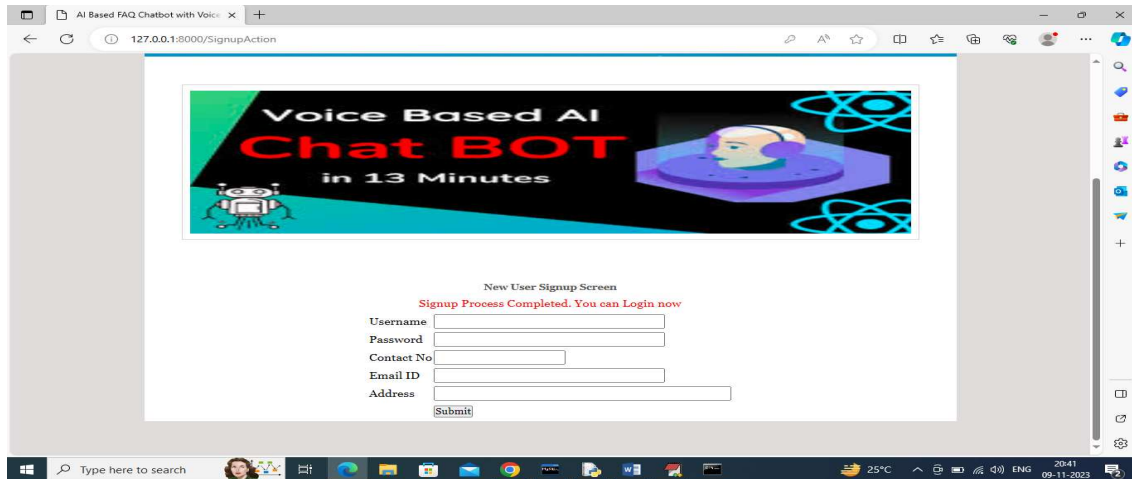 AI Based FAQ Chatbot with Voice
127.0.0.1:8000/SignupAction
Voice Based AI
Chat BOT
in 13 Minutes
New User Signup Screen
Signup Process Completed. You can Login now
Username
Password
Contact No
Email ID
Address
Submit
Type here to search
25°C
ENG
20:41
09-11-2023
2